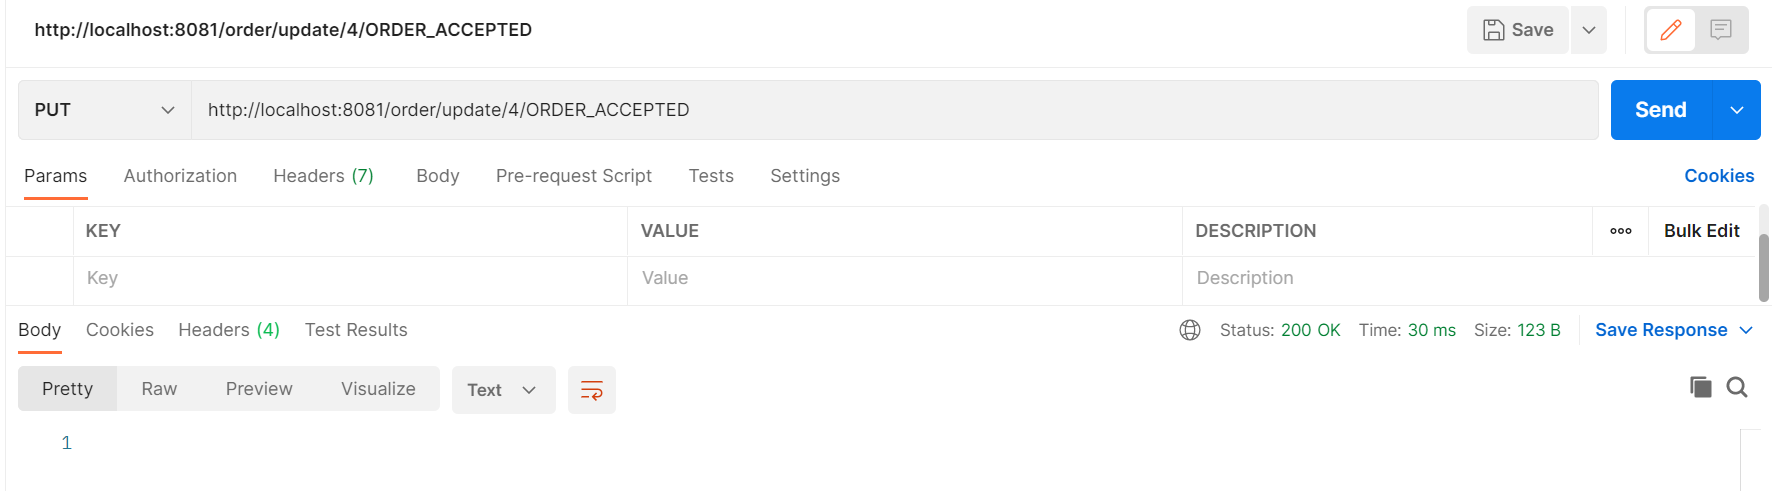 http://localhost:8081/order/update/4/ORDER_ACCEPTED Save
PUT http://localhost:8081/order/update/4/ORDER_ACCEPTED Send
Params Authorization Headers (7) Body Pre-request Script Tests Settings Cookies
KEY VALUE DESCRIPTION ooo Bulk Edit
Key Value Description
Body Cookies Headers (4) Test Results Status: 200 OK Time: 30 ms Size: 123 B Save Response
Pretty Raw Preview Visualize Text
1